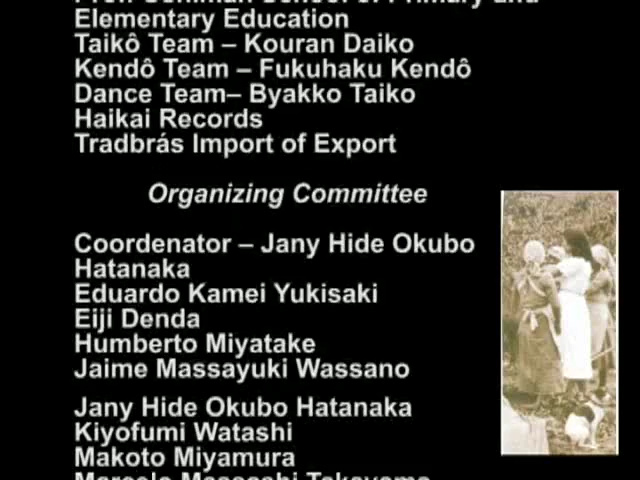 Elementary Education
Taikô Team – Kouran Daiko
Kendô Team – Fukuhaku Kendô
Dance Team– Byakko Taiko
Haikai Records
Tradbrás Import of Export
Organizing Committee
Coordenator – Jany Hide Okubo
Hatanaka
Eduardo Kamei Yukisaki
Eiji Denda
Humberto Miyatake
Jaime Massayuki Wassano
Jany Hide Okubo Hatanaka
Kiyofumi Watashi
Makoto Miyamura